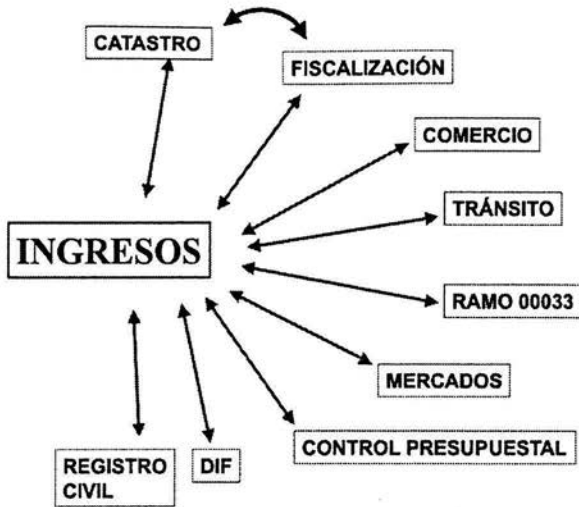 CATASTRO
FISCALIZACIÓN
COMERCIO
TRÁNSITO
INGRESOS
RAMO 00033
MERCADOS
CONTROL PRESUPUESTAL
REGISTRO
CIVIL
DIF